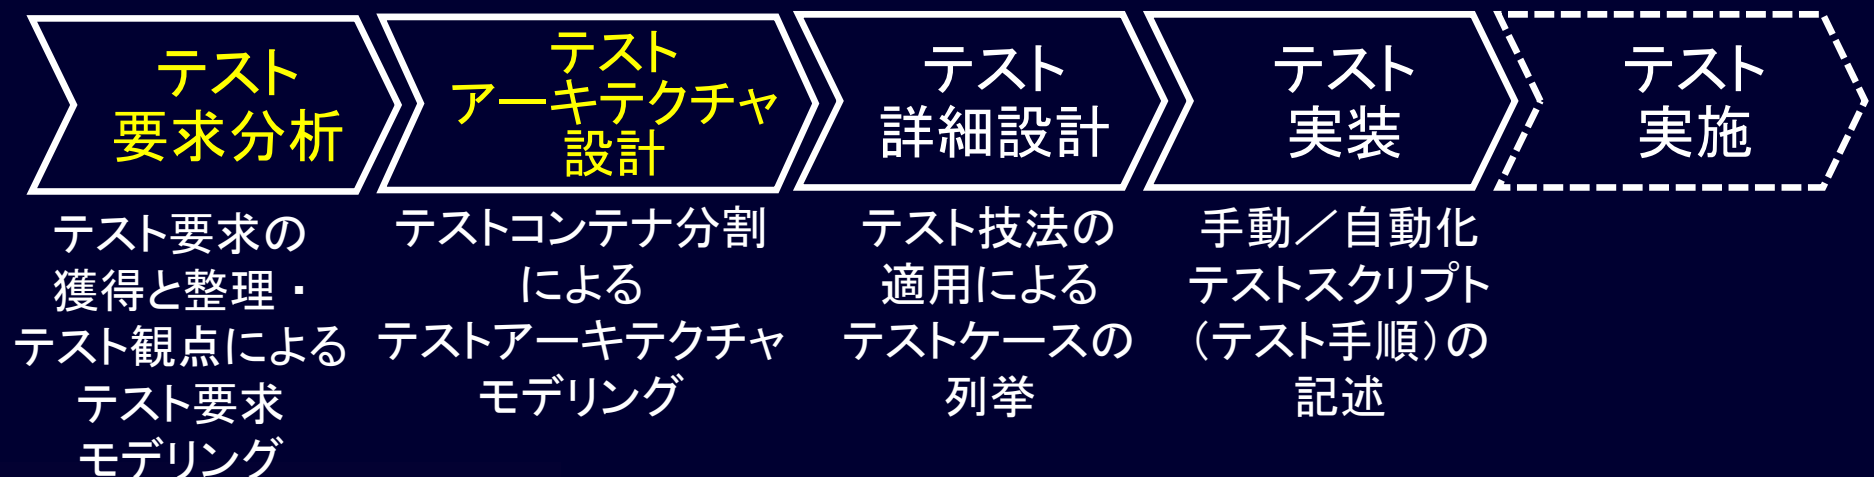 テスト
要求分析
テスト
アーキテクチャ
設計
テスト
詳細設計
テスト
実装
テスト
実施
テスト要求の
獲得と整理・
テスト観点による
テスト要求
モデリング
テストコンテナ分割
による
テストアーキテクチャ
モデリング
テスト技法の
適用による
テストケースの
列挙
手動／自動化
テストスクリプト
（テスト手順）の
記述